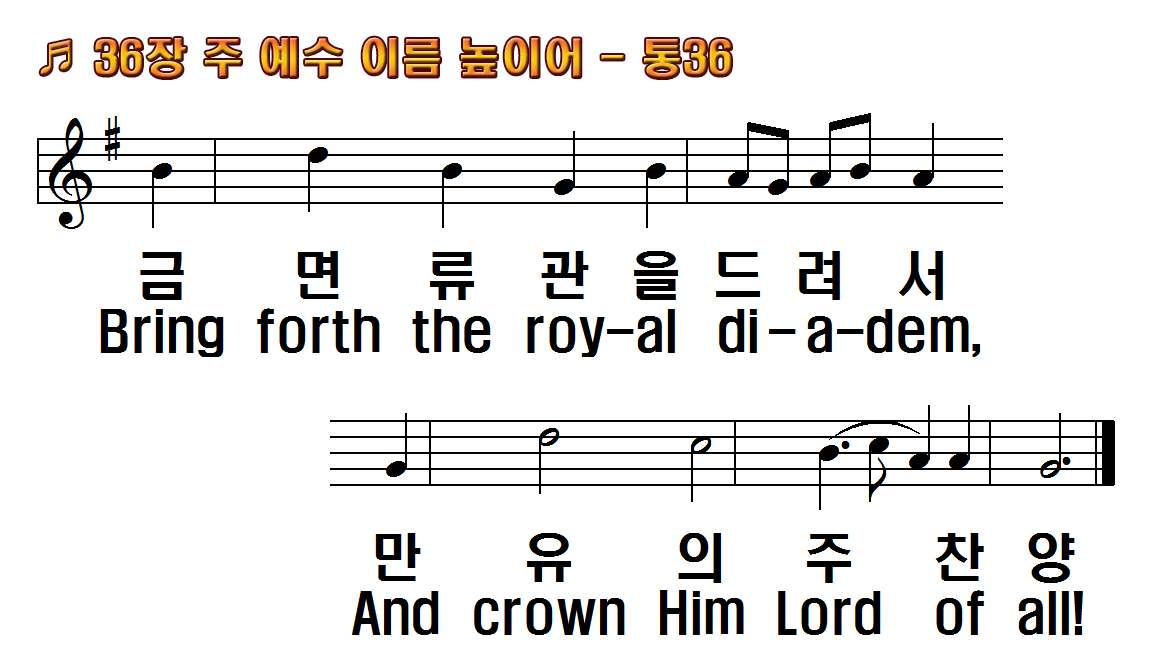 ♬ 36장 주 예수 이름 높이어 - 통36
금 면 류 관 을 드 려 서
Bring forth the roy-al di-a-dem,
만 유 의 주 찬 양
And crown Him Lord of all!